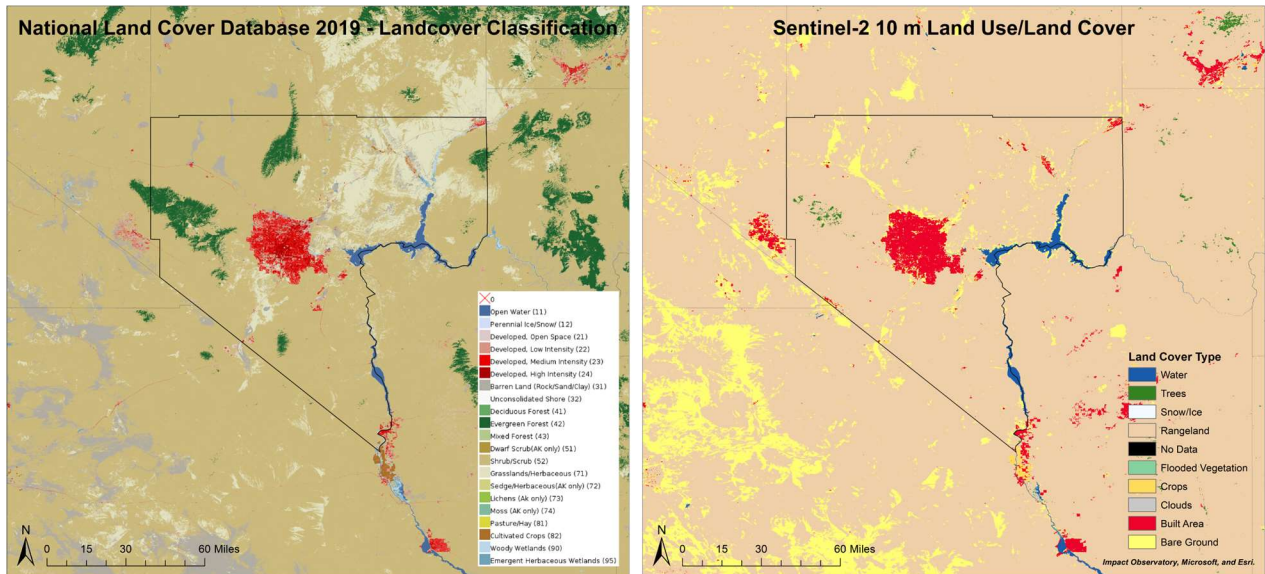 National Land Cover Database 2019 - Landcover Classification
0
Open Water (11)
Perennial Ice/Snow/ (12)
Developed, Open Space (21)
Developed, Low Intensity (22)
Developed, Medium Intensity (23)
Developed, High Intensity (24)
Barren Land (Rock/Sand/Clay) (31)
Unconsolidated Shore (32)
Deciduous Forest (41)
Evergreen Forest (42)
Mixed Forest (43)
Dwarf Scrub(AK only) (51)
Shrub/Scrub (52)
Grasslands/Herbaceous (71)
Sedge/Herbaceous(AK only) (72)
Lichens (Ak only) (73)
Moss (AK only) (74)
Pasture/Hay (81)
Cultivated Crops (82)
Woody Wetlands (90)
Emergent Herbaceous Wetlands (95)
N
0 15 30 60 Miles
Sentinel-2 10 m Land Use/Land Cover
Land Cover Type
Water
Trees
Snow/Ice
Rangeland
No Data
Flooded Vegetation
Crops
Clouds
Built Area
Bare Ground
N
0 15 30 60 Miles
Impact Observatory, Microsoft, and Esri.